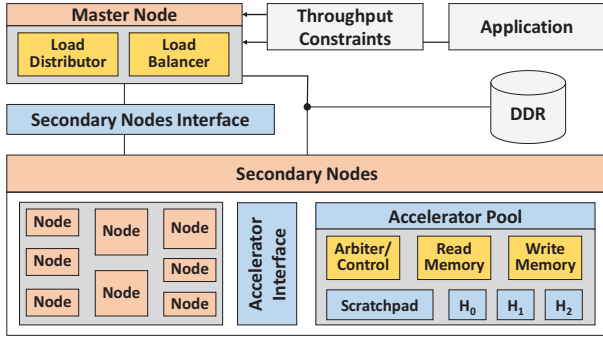 Master Node
Load
Distributor
Load
Balancer
Throughput
Constraints
Application
Secondary Nodes Interface
DDR
Secondary Nodes
Node
Node
Node
Node
Node
Node
Node
Node
Accelerator
Interface
Accelerator Pool
Arbiter/
Control
Read
Memory
Write
Memory
Scratchpad
H₀
H₁
H₂